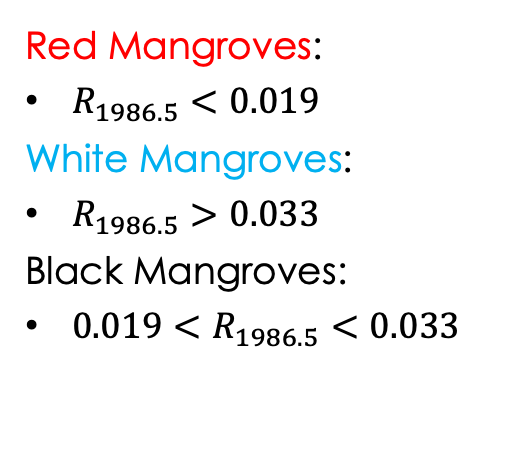 Red Mangroves:
• R₁₉₈₆.₅ < 0.019
White Mangroves:
• R₁₉₈₆.₅ > 0.033
Black Mangroves:
• 0.019 < R₁₉₈₆.₅ < 0.033